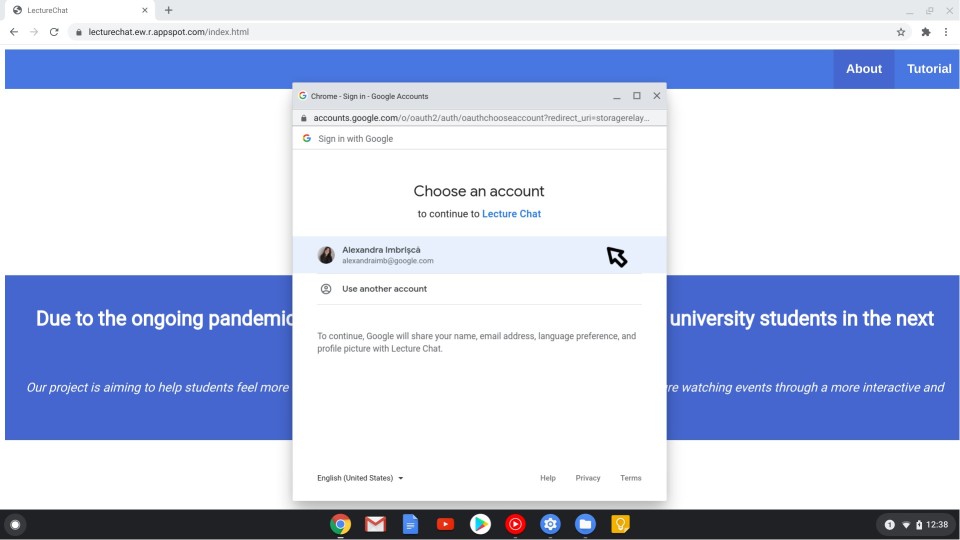 LectureChat
lecturechat.ew.r.appspot.com/index.html
About
Tutorial
Chrome - Sign in - Google Accounts
accounts.google.com/o/oauth2/auth/oauthchooseaccount?redirect_uri=storagerelay...
Sign in with Google
Choose an account
to continue to Lecture Chat
Alexandra Imbrișcă
alexandraimb@google.com
Use another account
To continue, Google will share your name, email address, language preference, and
profile picture with Lecture Chat.
English (United States)
Help
Privacy
Terms
Due to the ongoing pandemic
university students in the next
Our project is aiming to help students feel more
re watching events through a more interactive and
1
12:38